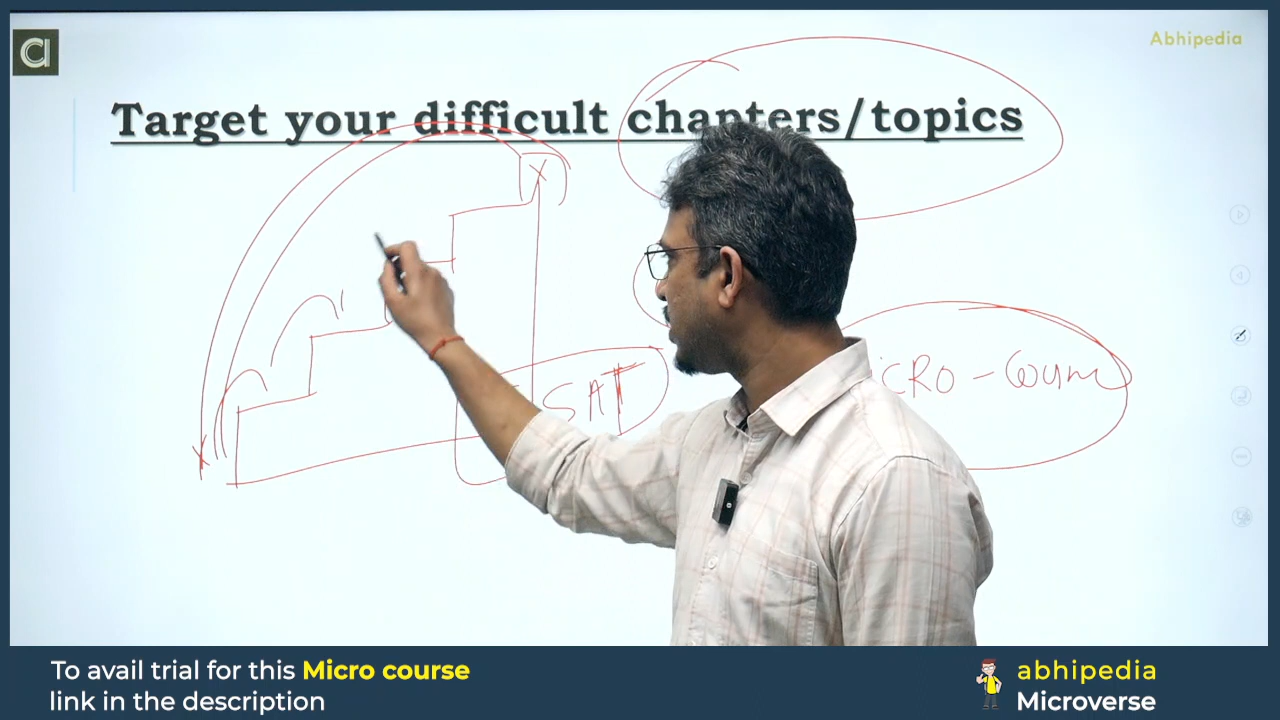 Abhipedia
Target your difficult chapters/topics
X
SAT
CRO - Course
X
To avail trial for this Micro course
link in the description
abhipedia
Microverse